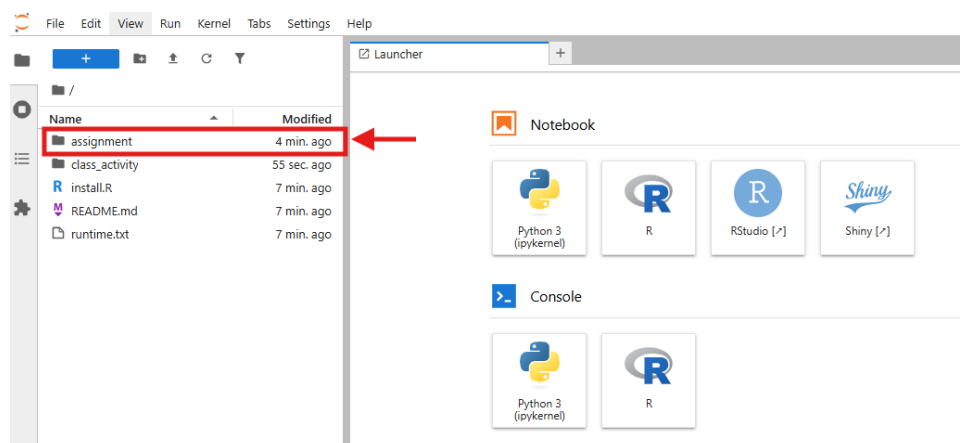 File Edit View Run Kernel Tabs Settings Help
+
Launcher
+
/
Name Modified
assignment 4 min. ago
class_activity 55 sec. ago
R install.R 7 min. ago
M README.md 7 min. ago
runtime.txt 7 min. ago
Notebook
Python 3
(ipykernel)
R
R
R
RStudio [↗]
Shiny
Shiny [↗]
>_ Console
Python 3
(ipykernel)
R
R